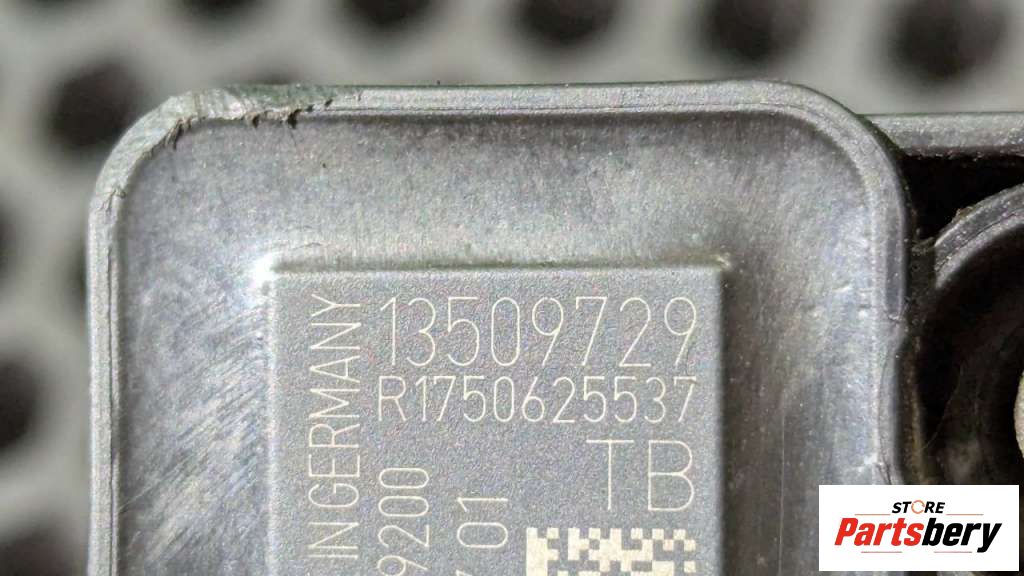 13509729
R1750625537
TB
IN GERMANY
9200
01
STORE
Partsbery